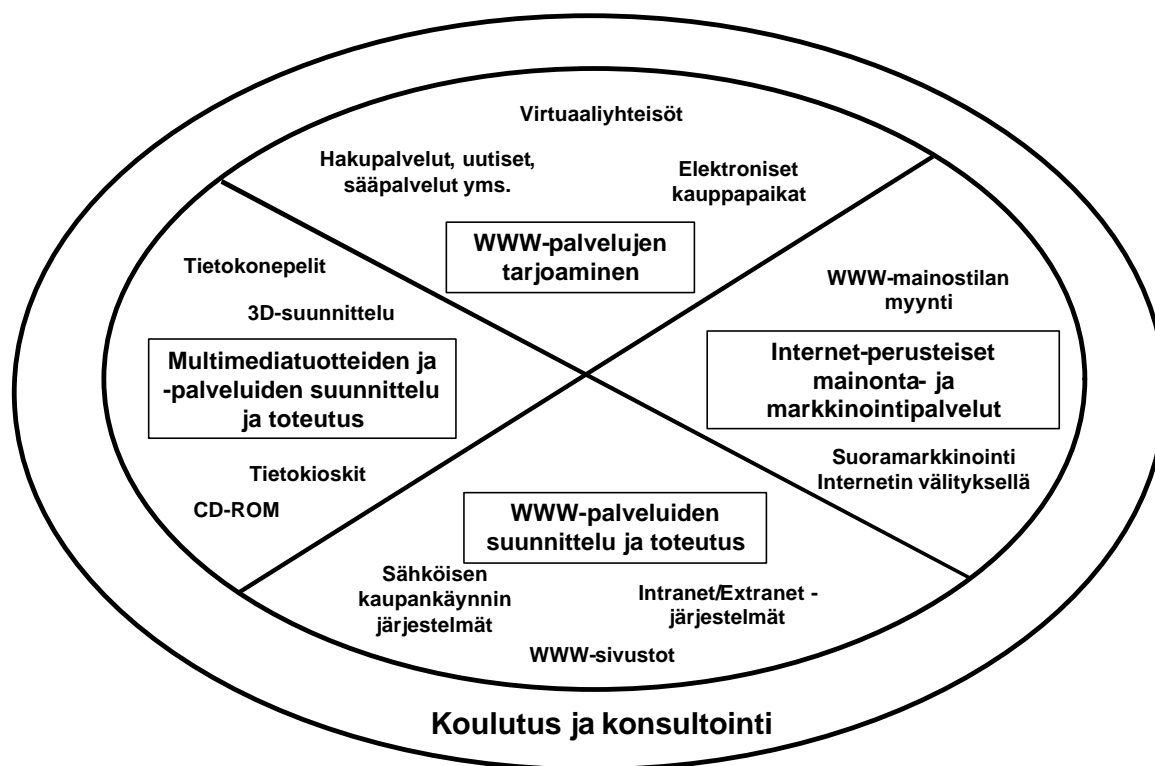 Virtuaaliyhteisöt
Hakupalvelut, uutiset,
sääpalvelut yms.
Elektroniset
kauppapaikat
WWW-palvelujen
tarjoaminen
Tietokonepelit
3D-suunnittelu
Multimediatuotteiden ja
-palveluiden suunnittelu
ja toteutus
Tietokioskit
CD-ROM
WWW-mainostilan
myynti
Internet-perusteiset
mainonta- ja
markkinointipalvelut
Suoramarkkinointi
Internetin välityksellä
WWW-palveluiden
suunnittelu ja toteutus
Sähköisen
kaupankäynnin
järjestelmät
Intranet/Extranet -
järjestelmät
WWW-sivustot
Koulutus ja konsultointi